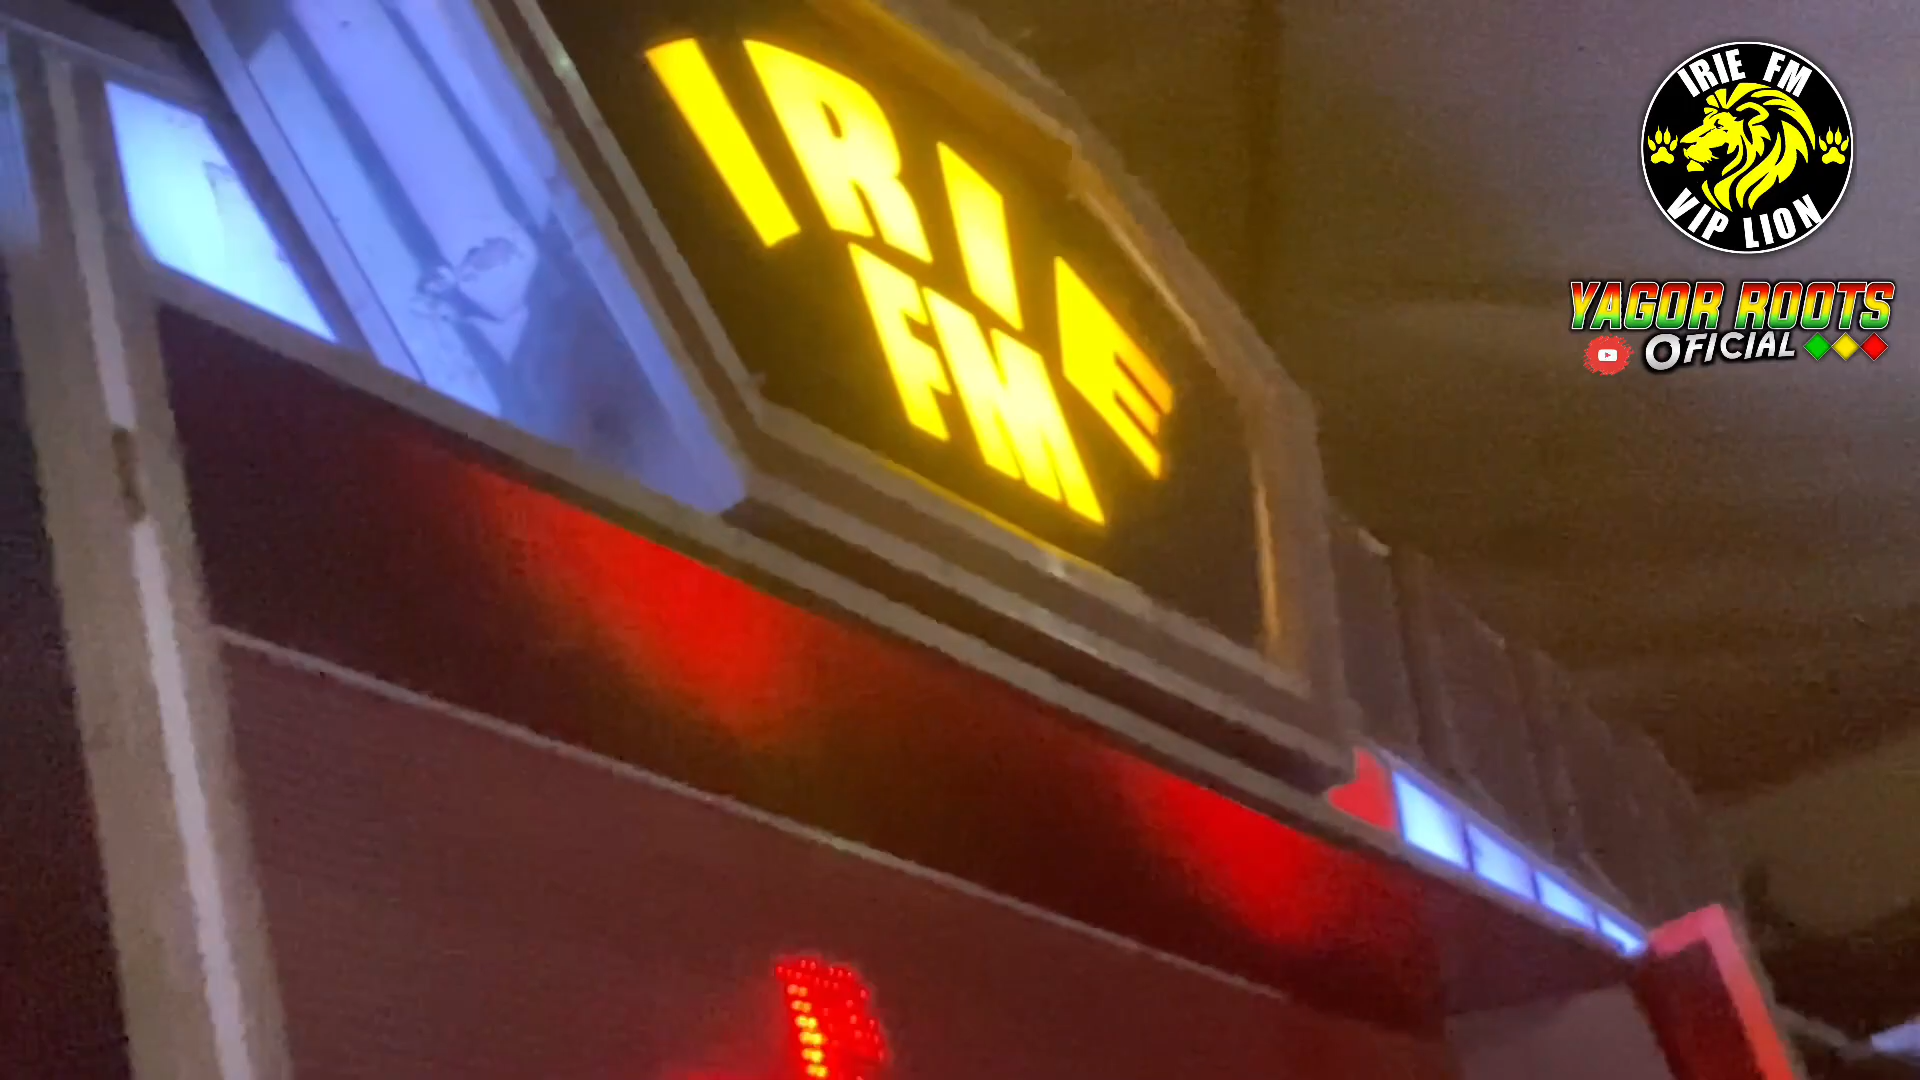 IRIE
FM
IRIE FM
VIP LION
YAGOR ROOTS
OFICIAL